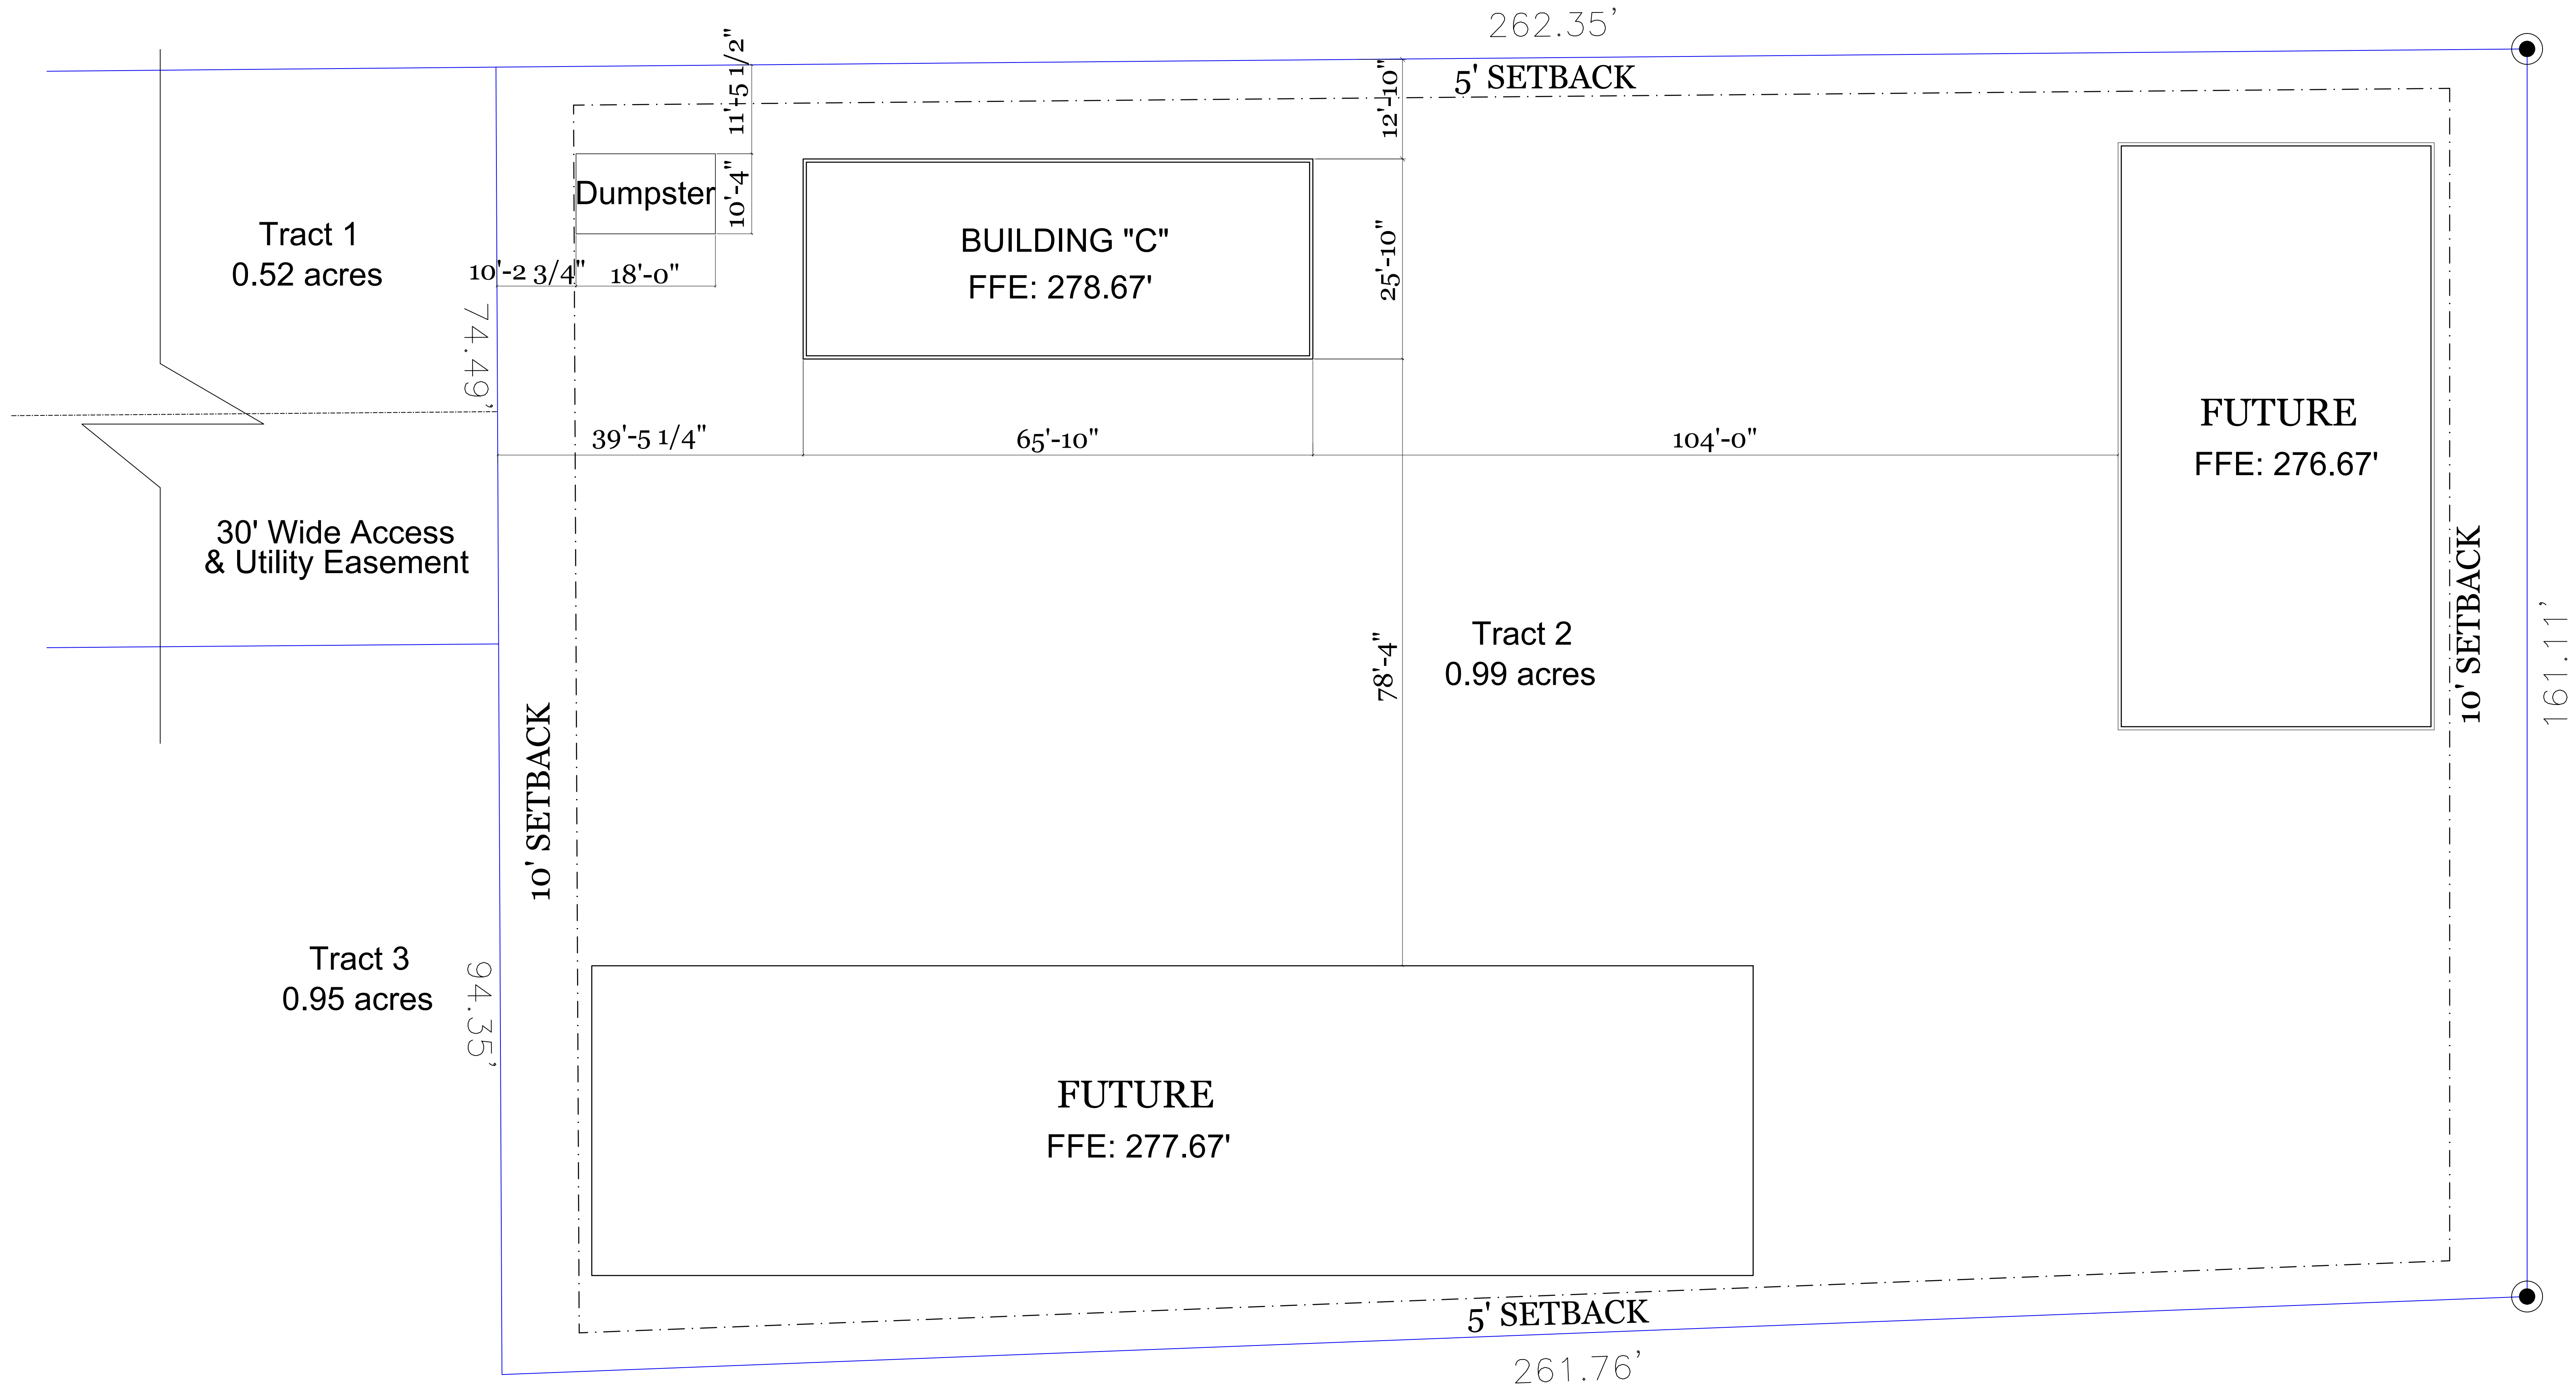 262.35'
5' SETBACK
11'-5 1/2"
12'-10"
Dumpster
10'-4"
Tract 1
0.52 acres
BUILDING "C"
FFE: 278.67'
25'-10"
10'-2 3/4"
18'-0"
74.49'
FUTURE
FFE: 276.67'
39'-5 1/4"
65'-10"
104'-0"
30' Wide Access
& Utility Easement
10' SETBACK
Tract 2
0.99 acres
78'-4"
161.11'
10' SETBACK
Tract 3
0.95 acres
94.35'
FUTURE
FFE: 277.67'
5' SETBACK
261.76'